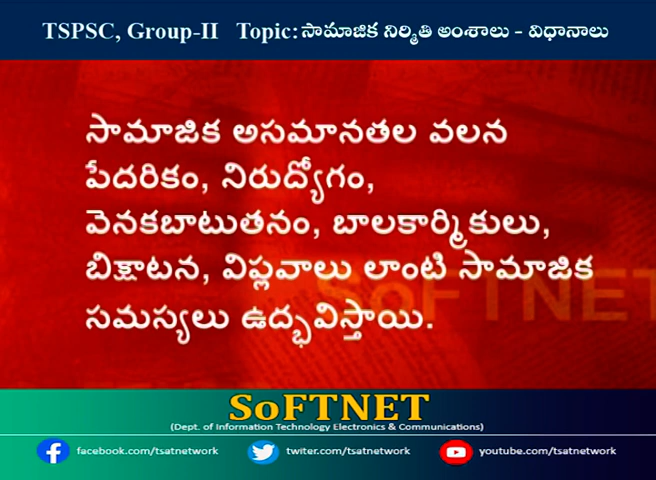 TSPSC, Group-II Topic: సామాజిక నిర్మితి అంశాలు - విధానాలు
సామాజిక అసమానతల వలన
పేదరికం, నిరుద్యోగం,
వెనకబాటుతనం, బాలకార్మికులు,
బిక్షాటన, విప్లవాలు లాంటి సామాజిక
సమస్యలు ఉద్భవిస్తాయి.
SoFTNET
SoFTNET
(Dept. of Information Technology Electronics & Communications)
facebook.com/tsatnetwork twiter.com/tsatnetwork youtube.com/tsatnetwork